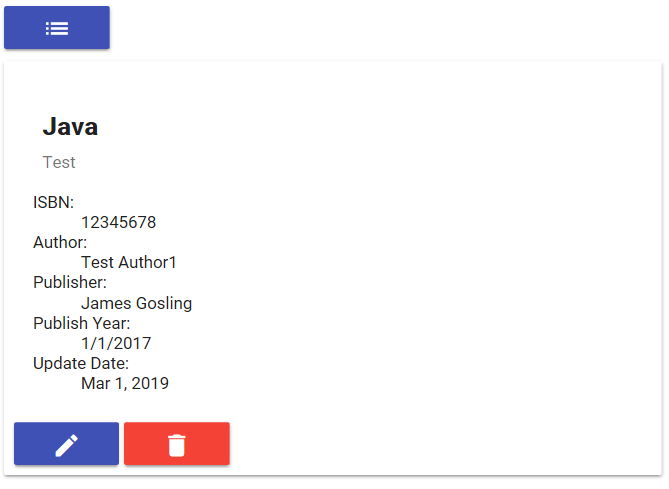 Java
Test
ISBN:
12345678
Author:
Test Author1
Publisher:
James Gosling
Publish Year:
1/1/2017
Update Date:
Mar 1, 2019